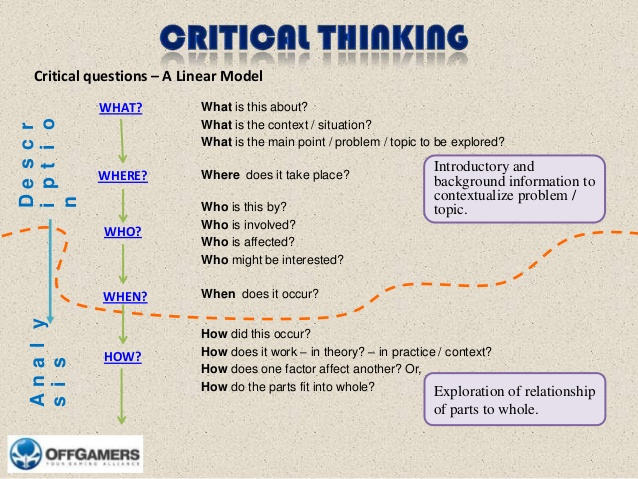 CRITICAL THINKING
Critical questions – A Linear Model
Descr
iptio
n
Analy
sis
WHAT?
What is this about?
What is the context / situation?
What is the main point / problem / topic to be explored?
WHERE?
Where does it take place?
Introductory and
background information to
contextualize problem /
topic.
WHO?
Who is this by?
Who is involved?
Who is affected?
Who might be interested?
WHEN?
When does it occur?
HOW?
How did this occur?
How does it work – in theory? – in practice / context?
How does one factor affect another? Or,
How do the parts fit into whole?
Exploration of relationship
of parts to whole.
OFFGAMERS
YOUR GAMING ALLIANCE